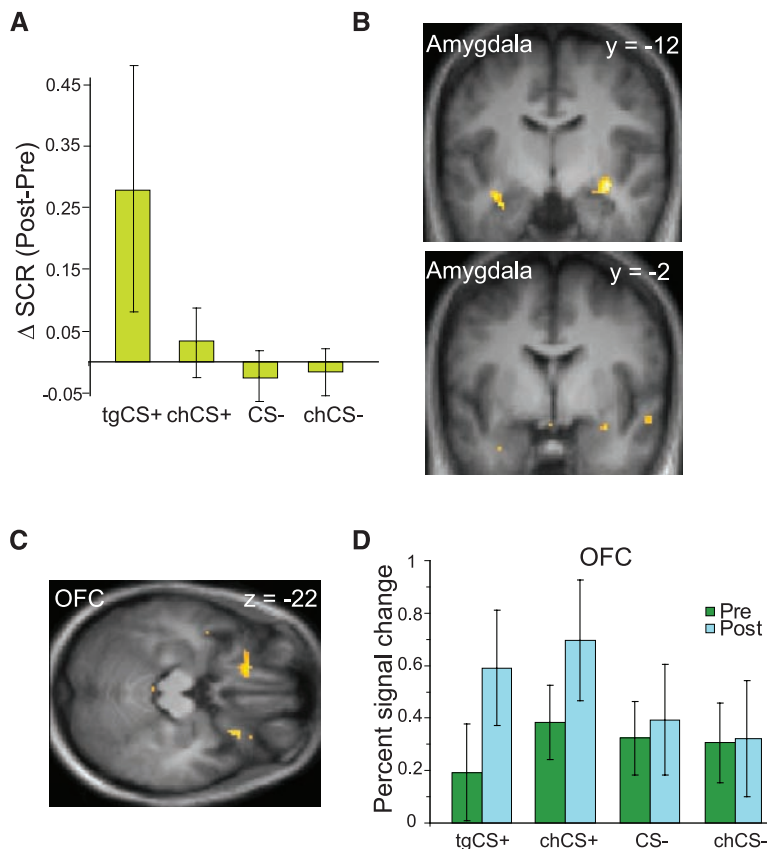 A
Δ SCR (Post-Pre)
0.45
0.35
0.25
0.15
0.05
-0.05
tgCS+ chCS+ CS- chCS-
B
Amygdala y = -12
Amygdala y = -2
C
OFC z = -22
D
OFC
Percent signal change
1
0.8
0.6
0.4
0.2
0
Pre
Post
tgCS+ chCS+ CS- chCS-